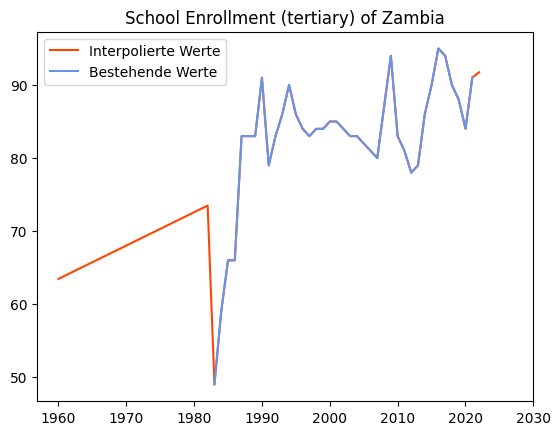 School Enrollment (tertiary) of Zambia
Interpolierte Werte
Bestehende Werte
90
80
70
60
50
1960 1970 1980 1990 2000 2010 2020 2030